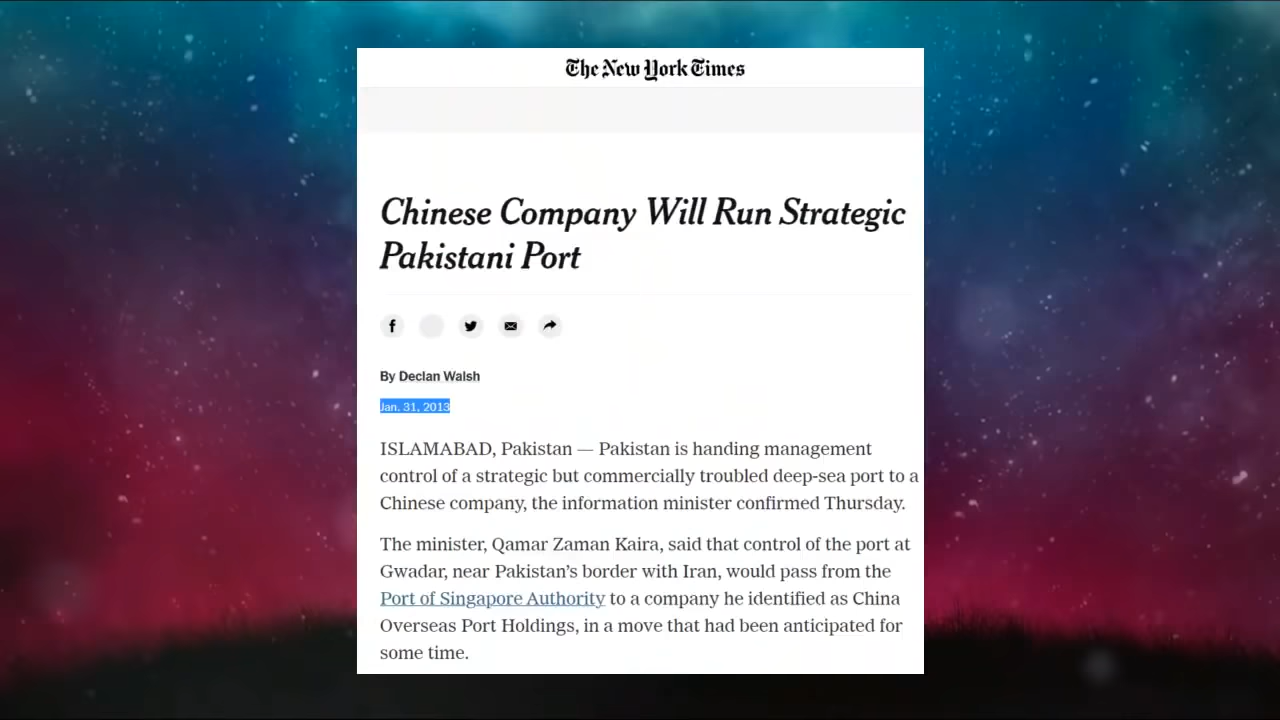 The New York Times
Chinese Company Will Run Strategic
Pakistani Port
By Declan Walsh
Jan. 31, 2013
ISLAMABAD, Pakistan — Pakistan is handing management
control of a strategic but commercially troubled deep-sea port to a
Chinese company, the information minister confirmed Thursday.
The minister, Qamar Zaman Kaira, said that control of the port at
Gwadar, near Pakistan’s border with Iran, would pass from the
Port of Singapore Authority to a company he identified as China
Overseas Port Holdings, in a move that had been anticipated for
some time.